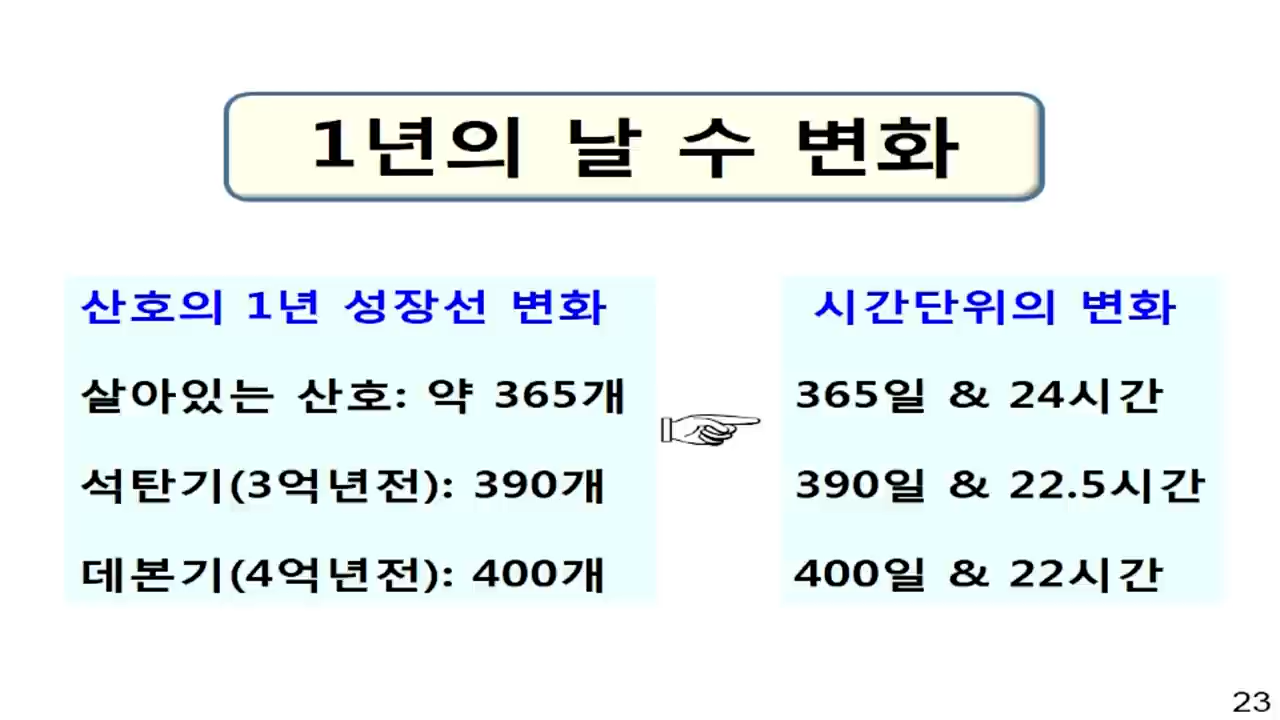 1년의 날 수 변화
산호의 1년 성장선 변화
살아있는 산호: 약 365개
석탄기(3억년전): 390개
데본기(4억년전): 400개
시간단위의 변화
365일 & 24시간
390일 & 22.5시간
400일 & 22시간
23